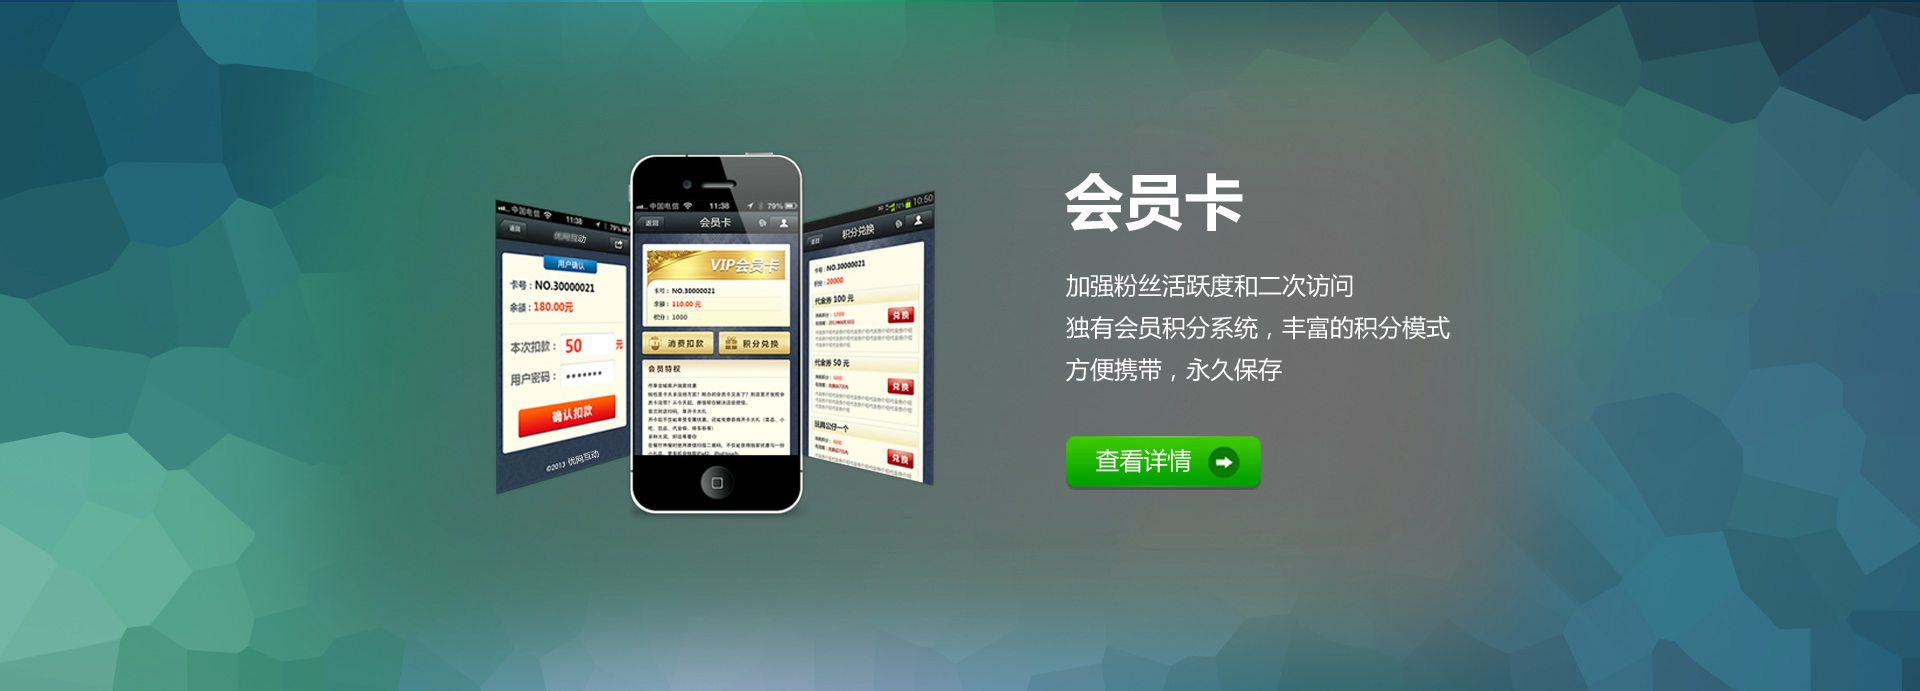 中国电信 11:38 79%
返回 优网互动
用户确认
卡号：NO.30000021
余额：180.00元
本次扣款：50 元
用户密码：•••••••
确认扣款
©2013 优网互动
中国电信 11:38 79%
返回 会员卡
VIP会员卡
卡号：NO.30000021
余额：110.00 元
积分：1000
消费扣款 积分兑换
会员特权
10:50
返回 积分兑换
卡号：NO.30000021
积分：20000
代金券 100 元
兑换
代金券 50 元
兑换
玩具公仔一个
兑换
会员卡
加强粉丝活跃度和二次访问
独有会员积分系统，丰富的积分模式
方便携带，永久保存
查看详情